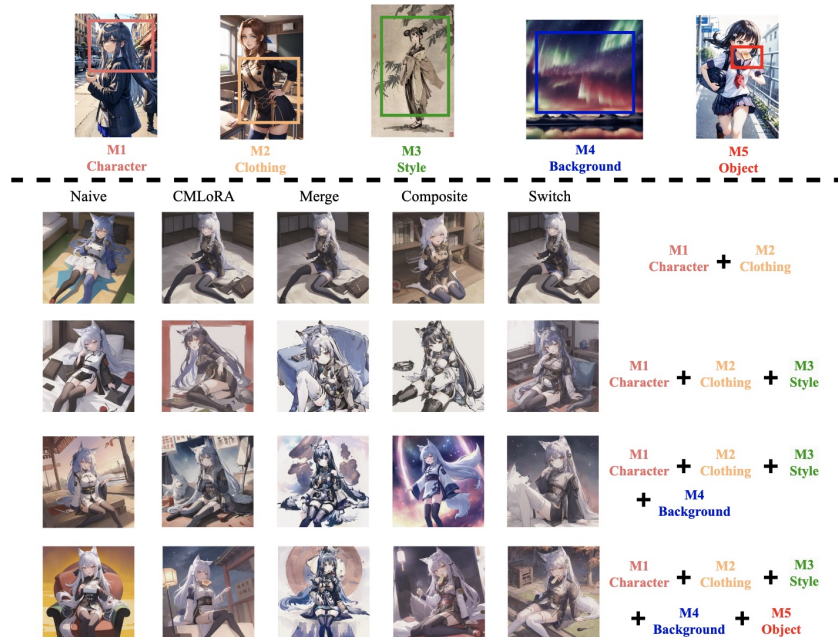 M1
Character
M2
Clothing
M3
Style
M4
Background
M5
Object
Naive CMLoRA Merge Composite Switch
M1 + M2
Character Clothing
M1 + M2 + M3
Character Clothing Style
M1 + M2 + M3
Character Clothing Style
+ M4
Background
M1 + M2 + M3
Character Clothing Style
+ M4 + M5
Background Object